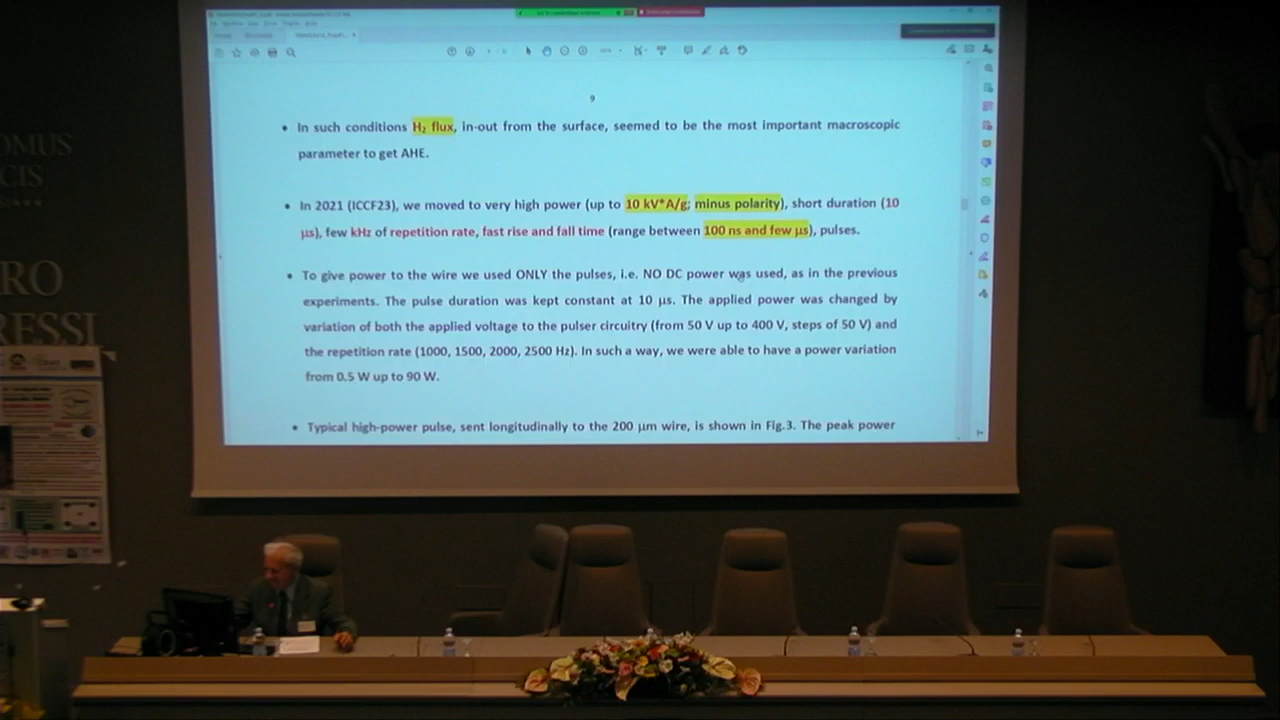 9
• In such conditions H₂ flux, in-out from the surface, seemed to be the most important macroscopic
parameter to get AHE.
• In 2021 (ICCF23), we moved to very high power (up to 10 kV*A/g; minus polarity), short duration (10
μs), few kHz of repetition rate, fast rise and fall time (range between 100 ns and few μs), pulses.
• To give power to the wire we used ONLY the pulses, i.e. NO DC power was used, as in the previous
experiments. The pulse duration was kept constant at 10 μs. The applied power was changed by
variation of both the applied voltage to the pulser circuitry (from 50 V up to 400 V, steps of 50 V) and
the repetition rate (1000, 1500, 2000, 2500 Hz). In such a way, we were able to have a power variation
from 0.5 W up to 90 W.
• Typical high-power pulse, sent longitudinally to the 200 μm wire, is shown in Fig.3. The peak power
OMUS
CIS
RO
RESSI